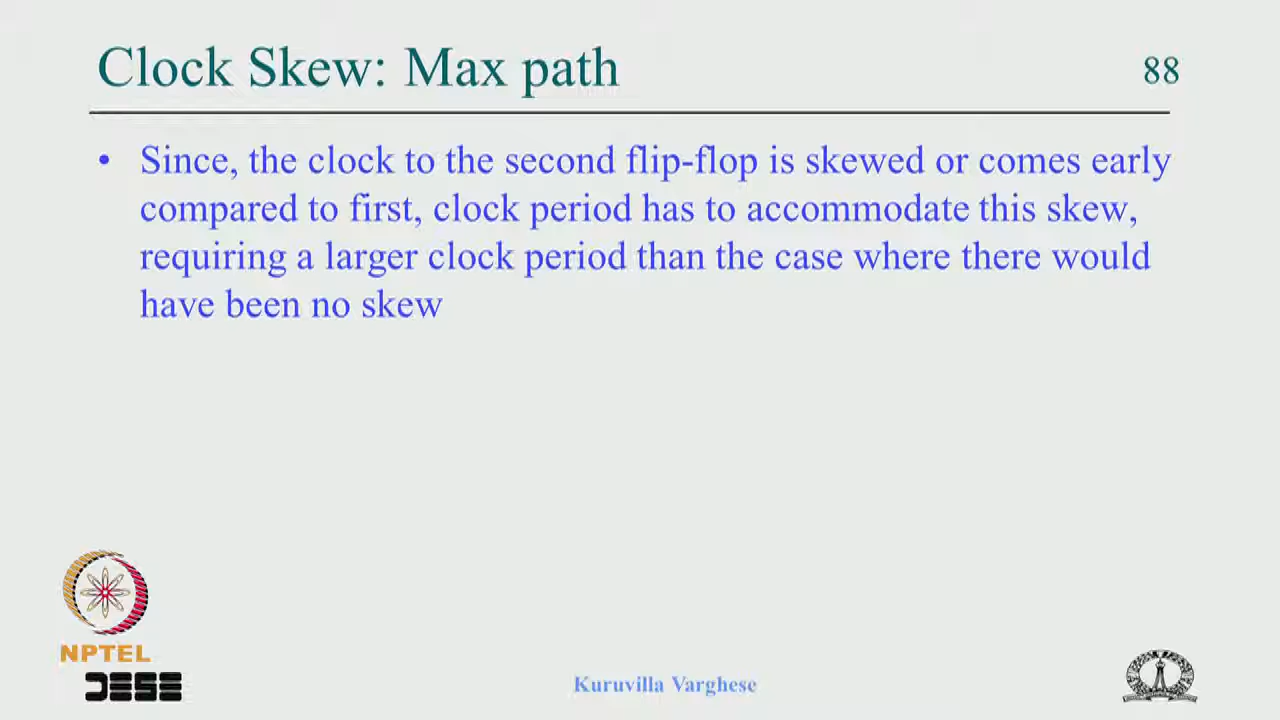 Clock Skew: Max path
88
• Since, the clock to the second flip-flop is skewed or comes early
compared to first, clock period has to accommodate this skew,
requiring a larger clock period than the case where there would
have been no skew
NPTEL
DESE
Kuruvilla Varghese